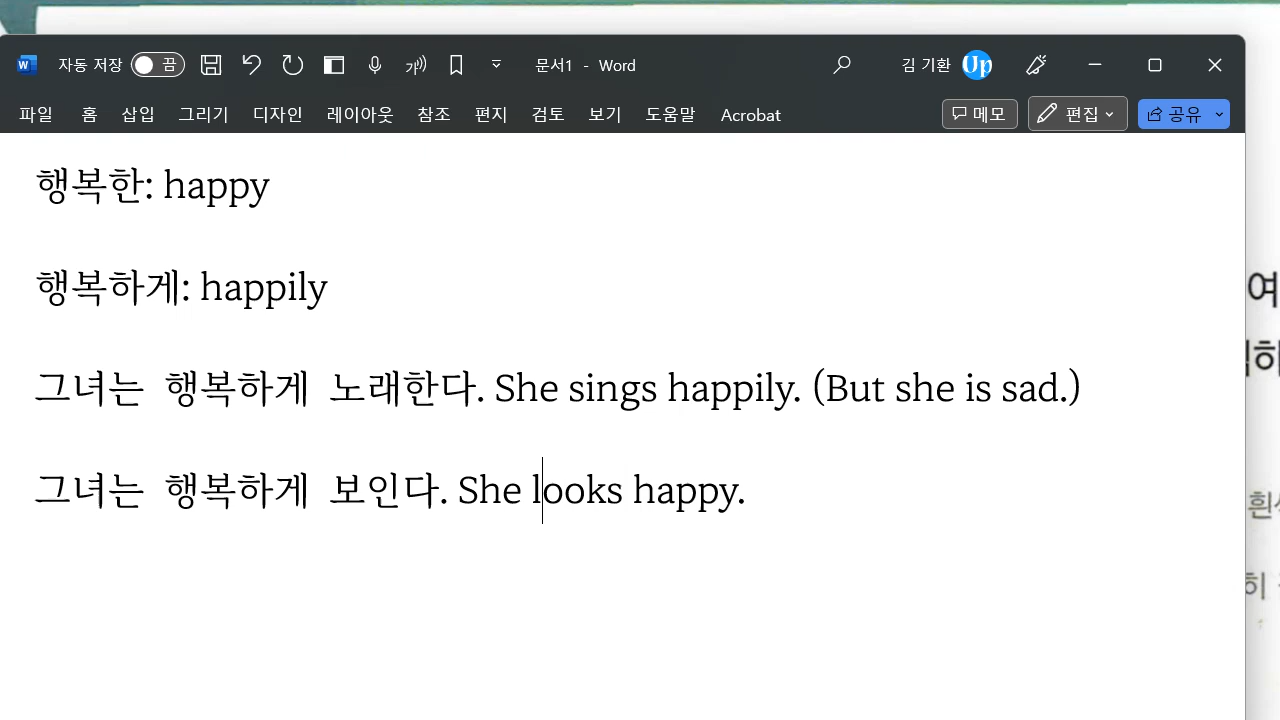 자동 저장 끔 문서1 - Word 김 기환 Up
파일 홈 삽입 그리기 디자인 레이아웃 참조 편지 검토 보기 도움말 Acrobat 메모 편집 공유
행복한: happy
행복하게: happily
그녀는 행복하게 노래한다. She sings happily. (But she is sad.)
그녀는 행복하게 보인다. She looks happy.
여